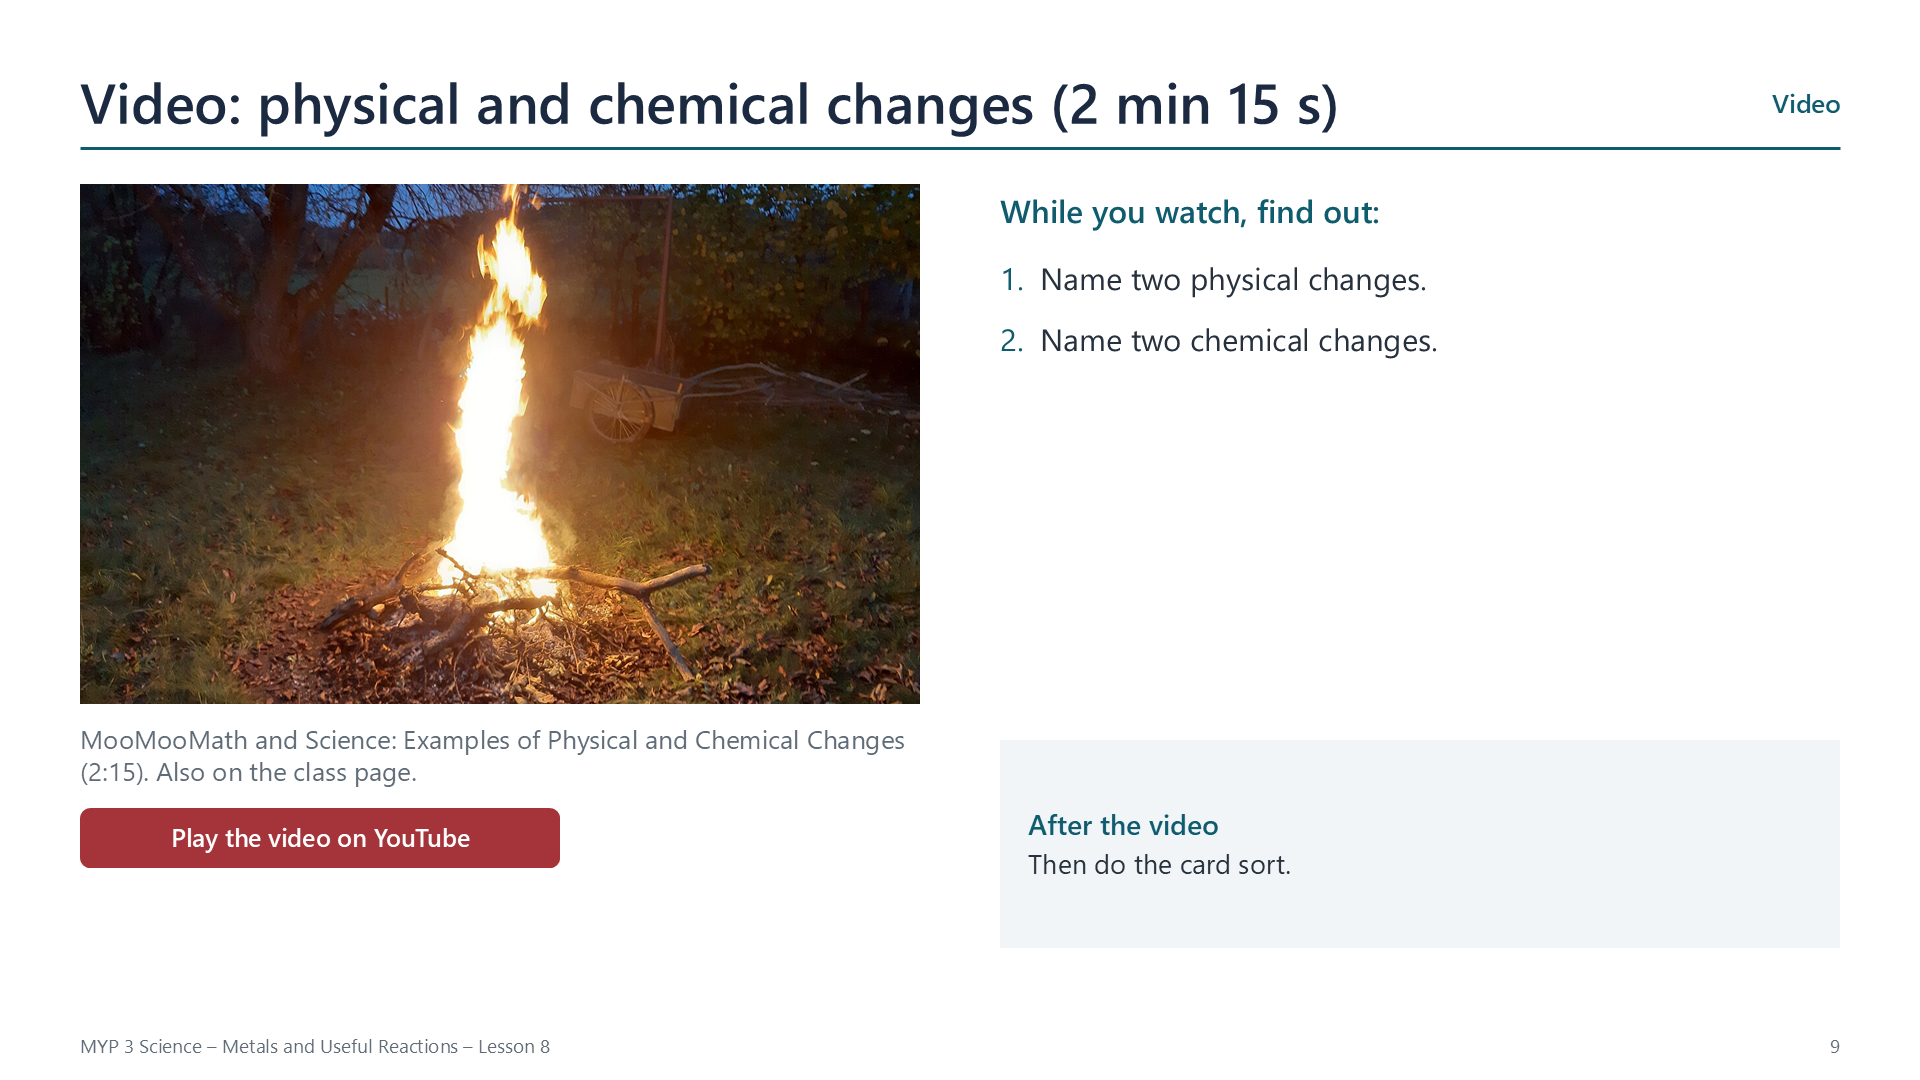 Video: physical and chemical changes (2 min 15 s)
Video
While you watch, find out:
1. Name two physical changes.
2. Name two chemical changes.
MooMooMath and Science: Examples of Physical and Chemical Changes
(2:15). Also on the class page.
Play the video on YouTube
After the video
Then do the card sort.
MYP 3 Science – Metals and Useful Reactions – Lesson 8
9